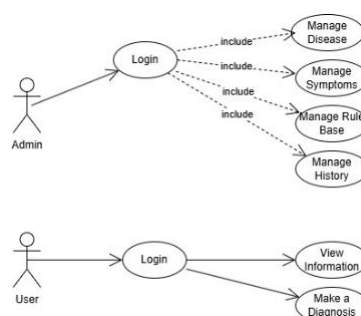 Manage
Disease
include
Login
include
Manage
Symptoms
include
Manage Rule
Base
include
Admin
Manage
History
Login
View
Information
User
Make a
Diagnosis